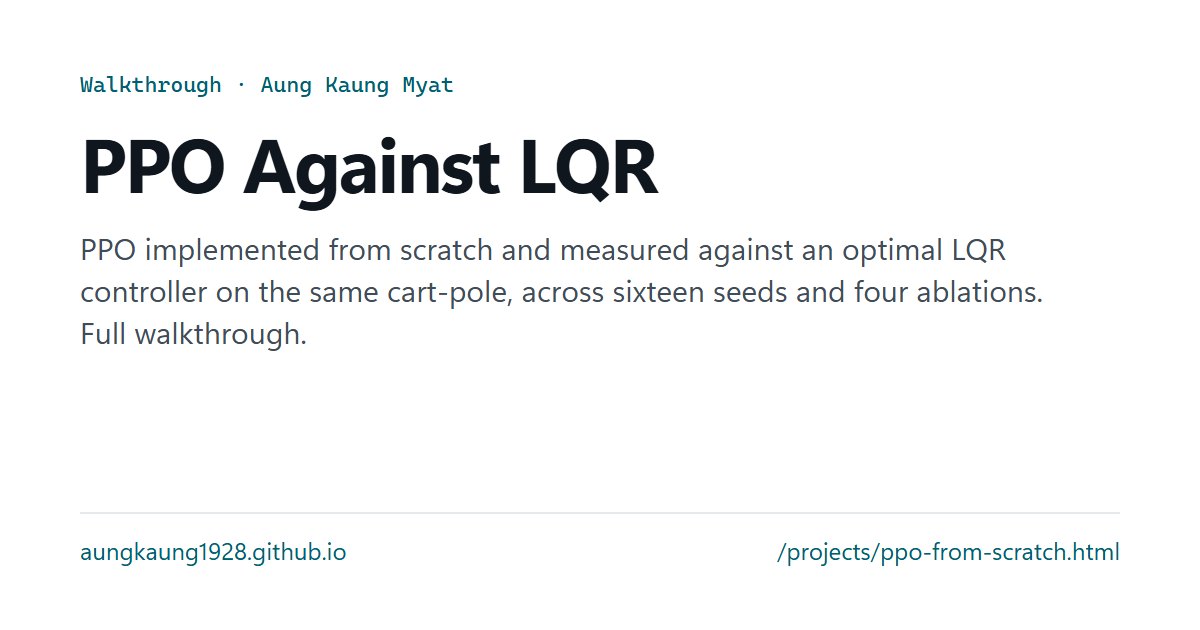 Walkthrough · Aung Kaung Myat
PPO Against LQR
PPO implemented from scratch and measured against an optimal LQR
controller on the same cart-pole, across sixteen seeds and four ablations.
Full walkthrough.
aungkaung1928.github.io
/projects/ppo-from-scratch.html